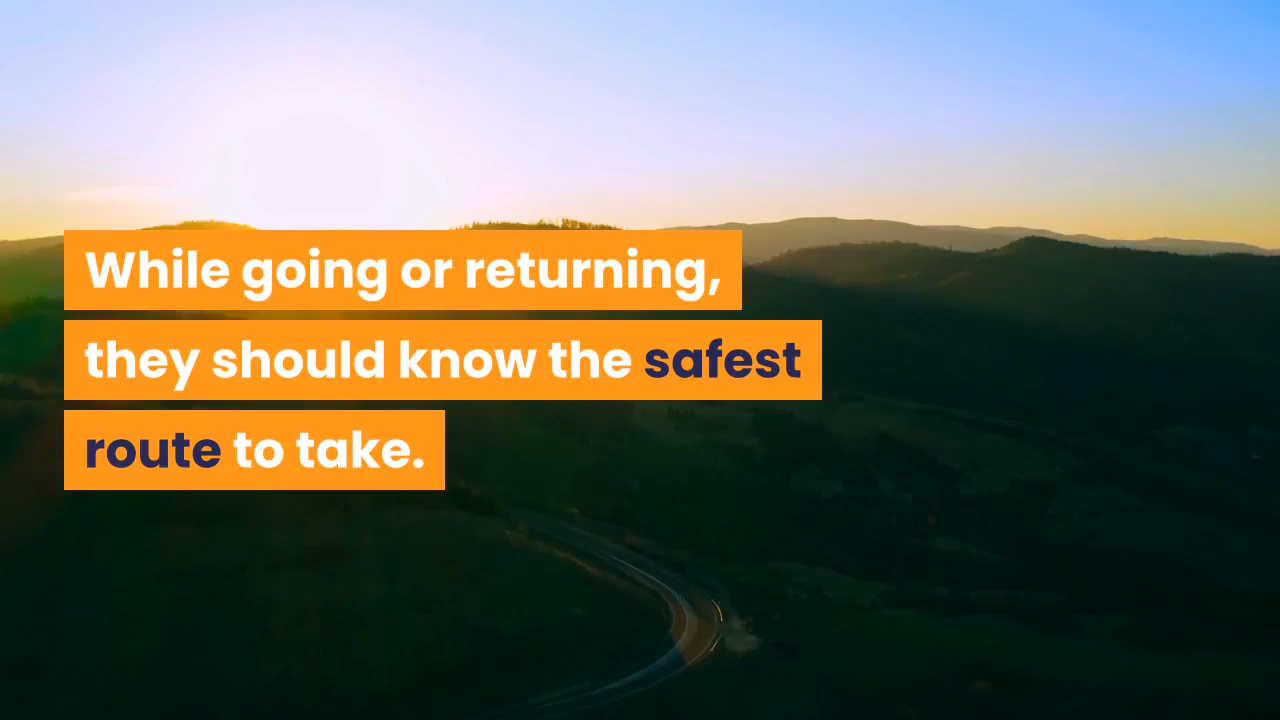 While going or returning,
they should know the safest
route to take.